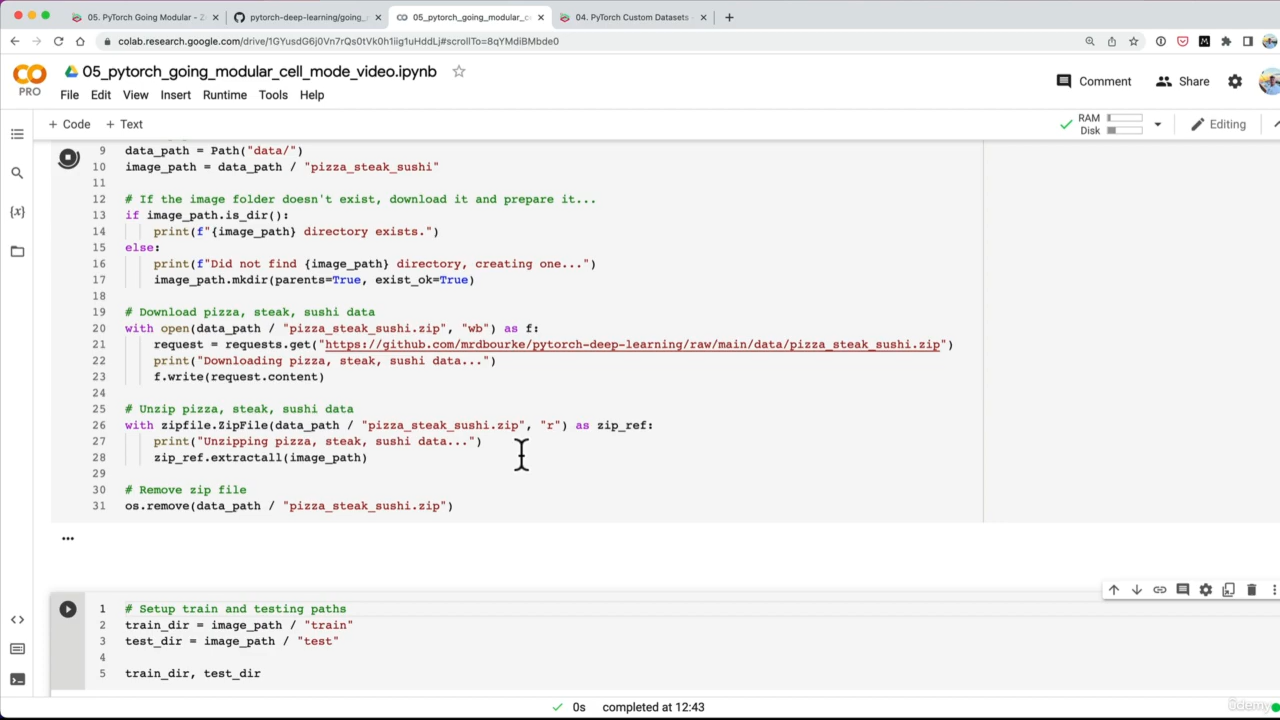 05. PyTorch Going Modular - Z
pytorch-deep-learning/going_
05_pytorch_going_modular_c
04. PyTorch Custom Datasets -
colab.research.google.com/drive/1GYusdG6j0Vn7rQs0tVk0h1iig1uHddLj#scrollTo=8qYMdiBMbde0
PRO
05_pytorch_going_modular_cell_mode_video.ipynb
File Edit View Insert Runtime Tools Help
Comment
Share
+ Code + Text
RAM
Disk
Editing
9 data_path = Path("data/")
10 image_path = data_path / "pizza_steak_sushi"
11
12 # If the image folder doesn't exist, download it and prepare it...
13 if image_path.is_dir():
14 print(f"{image_path} directory exists.")
15 else:
16 print(f"Did not find {image_path} directory, creating one...")
17 image_path.mkdir(parents=True, exist_ok=True)
18
19 # Download pizza, steak, sushi data
20 with open(data_path / "pizza_steak_sushi.zip", "wb") as f:
21 request = requests.get("https://github.com/mrdbourke/pytorch-deep-learning/raw/main/data/pizza_steak_sushi.zip")
22 print("Downloading pizza, steak, sushi data...")
23 f.write(request.content)
24
25 # Unzip pizza, steak, sushi data
26 with zipfile.ZipFile(data_path / "pizza_steak_sushi.zip", "r") as zip_ref:
27 print("Unzipping pizza, steak, sushi data...")
28 zip_ref.extractall(image_path)
29
30 # Remove zip file
31 os.remove(data_path / "pizza_steak_sushi.zip")
...
1 # Setup train and testing paths
2 train_dir = image_path / "train"
3 test_dir = image_path / "test"
4
5 train_dir, test_dir
0s completed at 12:43
ûdemy